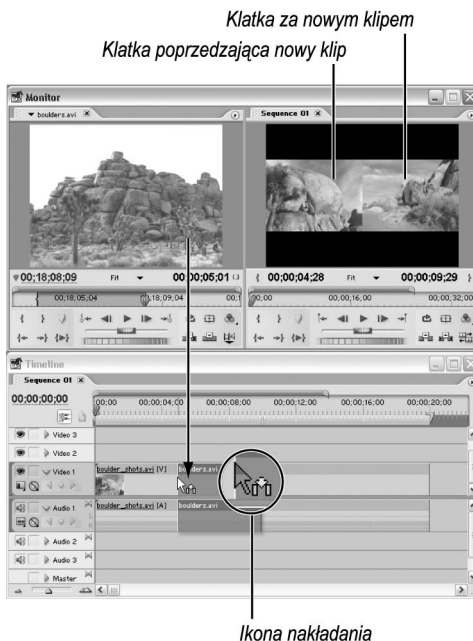 Klatka za nowym klipem
Klatka poprzedzająca nowy klip
Monitor
boulders.avi
Sequence 01
00;18;08;09
Fit
00;00;05;01
00;00;04;28
Fit
00;00;09;29
00;18;05;04
00;18;09;04
00;1
00;00
00;00;16;00
00;00;32;00
Timeline
Sequence 01
00;00;00;00
00;00
00;00;04;00
00;00;08;00
00;00;12;00
00;00;16;00
00;00;20;00
Video 3
Video 2
Video 1
boulder_shots.avi [V]
boulders.avi
Audio 1
boulder_shots.avi [A]
boulders.avi
L
R
Audio 2
Audio 3
Master
Ikona nakładania